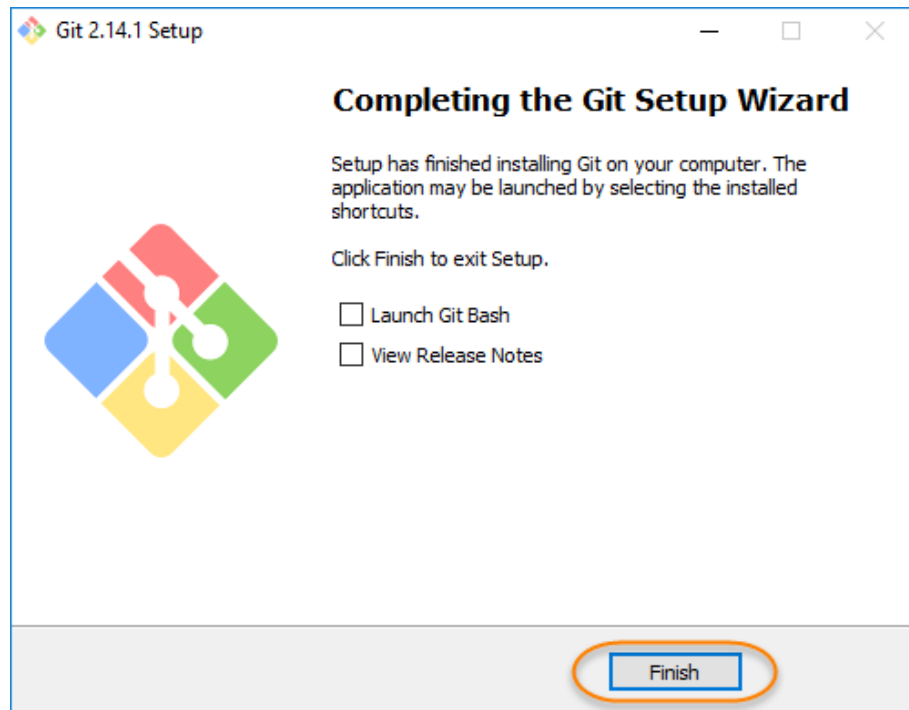 Git 2.14.1 Setup
Completing the Git Setup Wizard
Setup has finished installing Git on your computer. The
application may be launched by selecting the installed
shortcuts.
Click Finish to exit Setup.
Launch Git Bash
View Release Notes
Finish